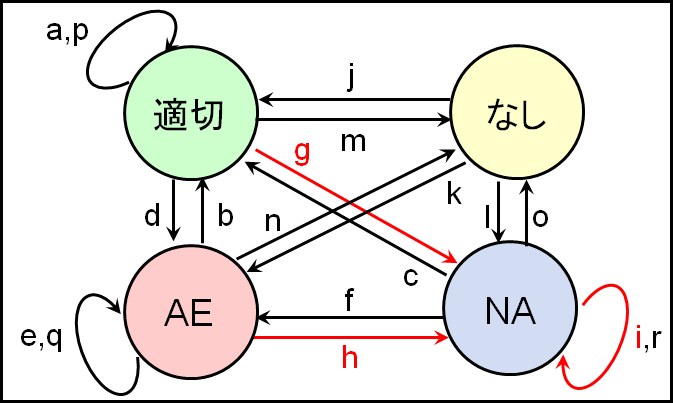 a,p
適切
j
なし
m
g
d
b
n
k
l
o
c
AE
f
NA
e,q
h
i,r